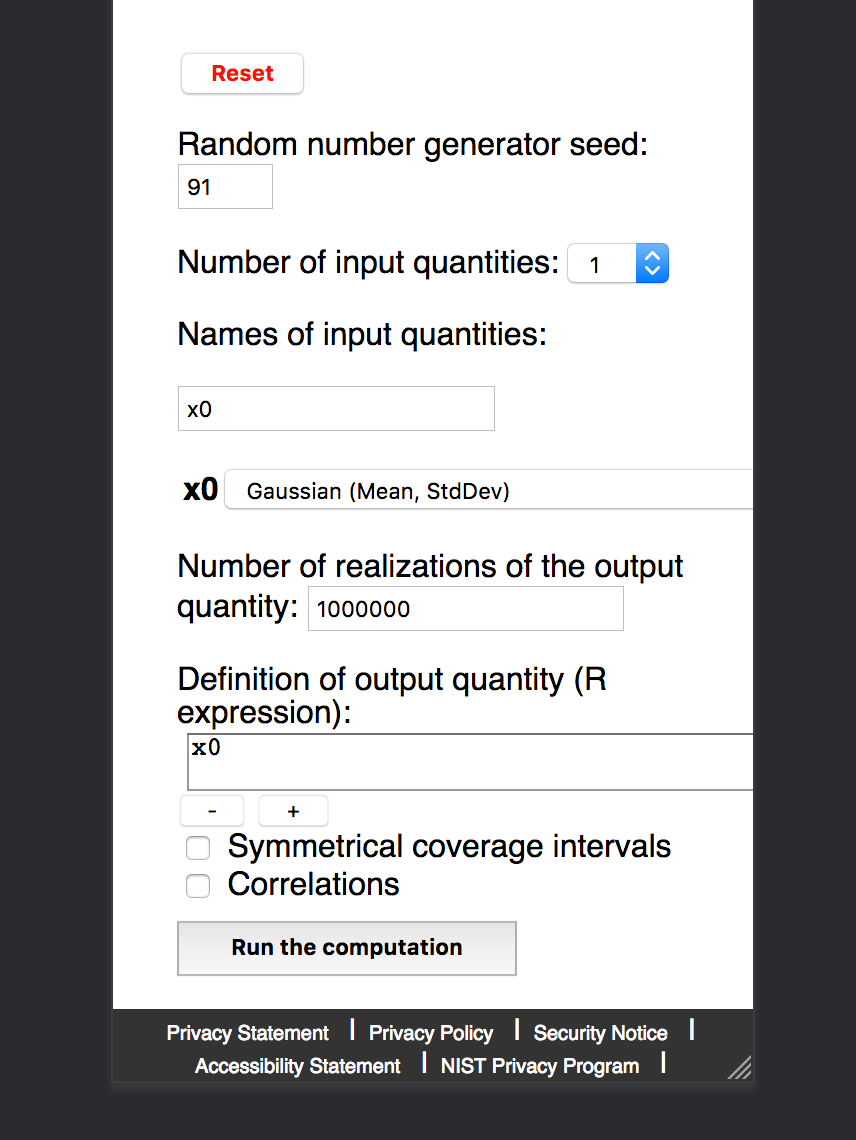 Reset
Random number generator seed:
91
Number of input quantities: 1
Names of input quantities:
x0
x0 Gaussian (Mean, StdDev)
Number of realizations of the output
quantity: 1000000
Definition of output quantity (R
expression):
x0
- +
Symmetrical coverage intervals
Correlations
Run the computation
Privacy Statement | Privacy Policy | Security Notice |
Accessibility Statement | NIST Privacy Program |